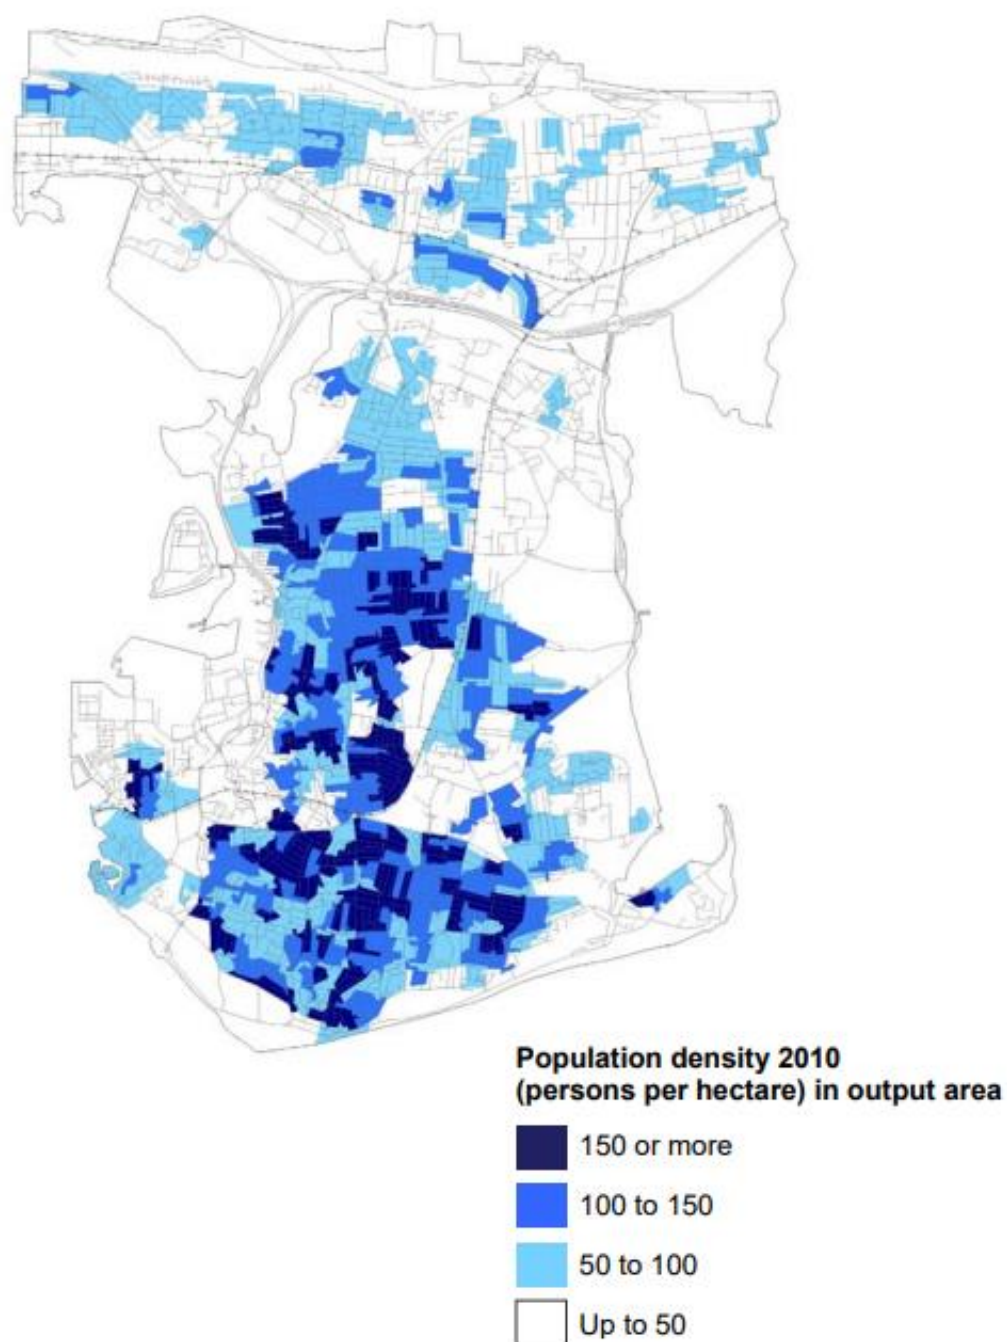 Population density 2010
(persons per hectare) in output area
150 or more
100 to 150
50 to 100
Up to 50